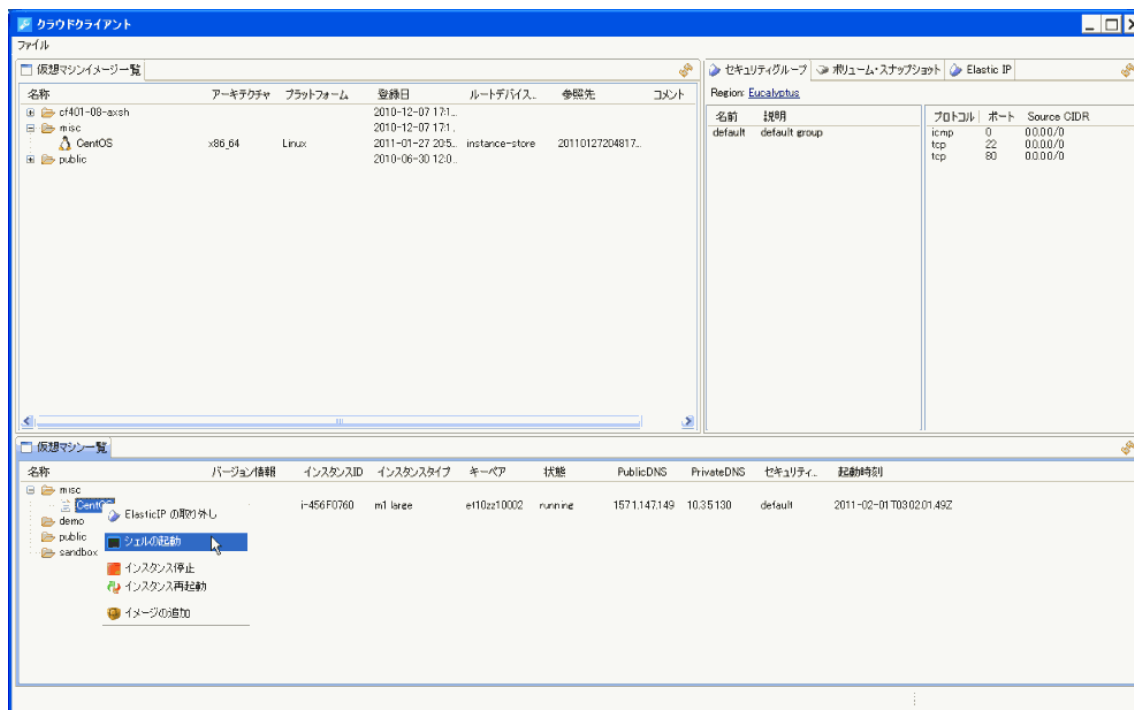 クラウドクライアント
ファイル
仮想マシンイメージ一覧
名称 アーキテクチャ プラットフォーム 登録日 ルートデバイス... 参照先 コメント
cf401-08-axsh 2010-12-07 17:1...
misc 2010-12-07 17:1...
CentOS x86_64 Linux 2011-01-27 20:5... instance-store 20110127204817...
public 2010-06-30 12:0...
セキュリティグループ ボリューム・スナップショット Elastic IP
Region: Eucalyptus
名前 説明
default default group
プロトコル ポート Source CIDR
icmp 0 0.0.0.0/0
tcp 22 0.0.0.0/0
tcp 80 0.0.0.0/0
仮想マシン一覧
名称 バージョン情報 インスタンスID インスタンスタイプ キーペア 状態 PublicDNS PrivateDNS セキュリティ... 起動時刻
misc
CentOS i-456F0760 m1.large et10zz10002 running 157.1.147.149 10.3.5.130 default 2011-02-01T03:02:01.49Z
demo
public
sandbox
ElasticIP の取り外し
シェルの起動
インスタンス停止
インスタンス再起動
イメージの追加